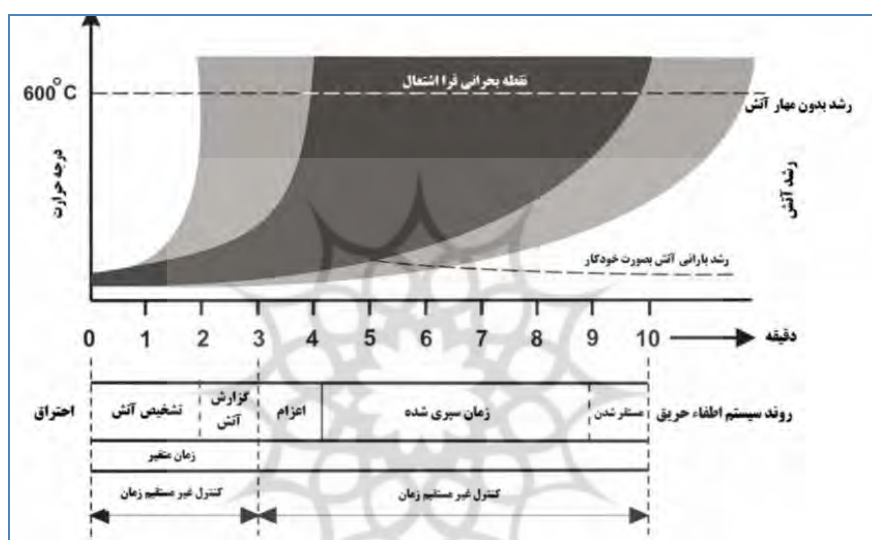 600°C
نقطه بحرانی فرا اشتعال
رشد بدون مهار آتش
درجه حرارت
رشد آتش
رشد بارانی آتش بصورت خودکار
0 1 2 3 4 5 6 7 8 9 10
دقیقه
احتراق
تشخیص آتش
گزارش
آتش
اعزام
زمان سپری شده
مستقر شدن
روند سیستم اطفاء حریق
زمان متغیر
کنترل غیر مستقیم زمان
کنترل غیر مستقیم زمان